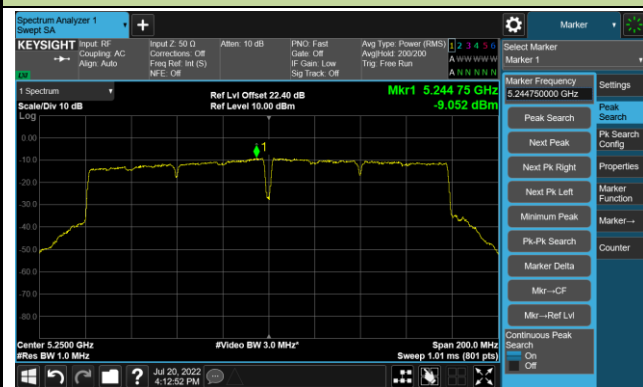 Spectrum Analyzer 1
Swept SA
+
Marker
KEYSIGHT
Input: RF
Coupling: AC
Align: Auto
Input Z: 50 Ω
Corrections: Off
Freq Ref: Int (S)
NFE: Off
Atten: 10 dB
PNO: Fast
Gate: Off
IF Gain: Low
Sig Track: Off
Avg Type: Power (RMS)
Avg|Hold: 200/200
Trig: Free Run
1 2 3 4 5 6
A W W W W W
A N N N N N
Select Marker
Marker 1
1 Spectrum
Scale/Div 10 dB
Log
Ref Lvl Offset 22.40 dB
Ref Level 10.00 dBm
Mkr1 5.244 75 GHz
-9.052 dBm
0.00
-10.0
-20.0
-30.0
-40.0
-50.0
-60.0
-70.0
-80.0
1
Center 5.2500 GHz
#Res BW 1.0 MHz
#Video BW 3.0 MHz*
Span 200.0 MHz
Sweep 1.01 ms (801 pts)
Marker Frequency
5.244750000 GHz
Peak Search
Next Peak
Next Pk Right
Next Pk Left
Minimum Peak
Pk-Pk Search
Marker Delta
Mkr→CF
Mkr→Ref Lvl
Continuous Peak
Search
On
Off
Settings
Peak
Search
Pk Search
Config
Properties
Marker
Function
Marker→
Counter
?
Jul 20, 2022
4:12:52 PM